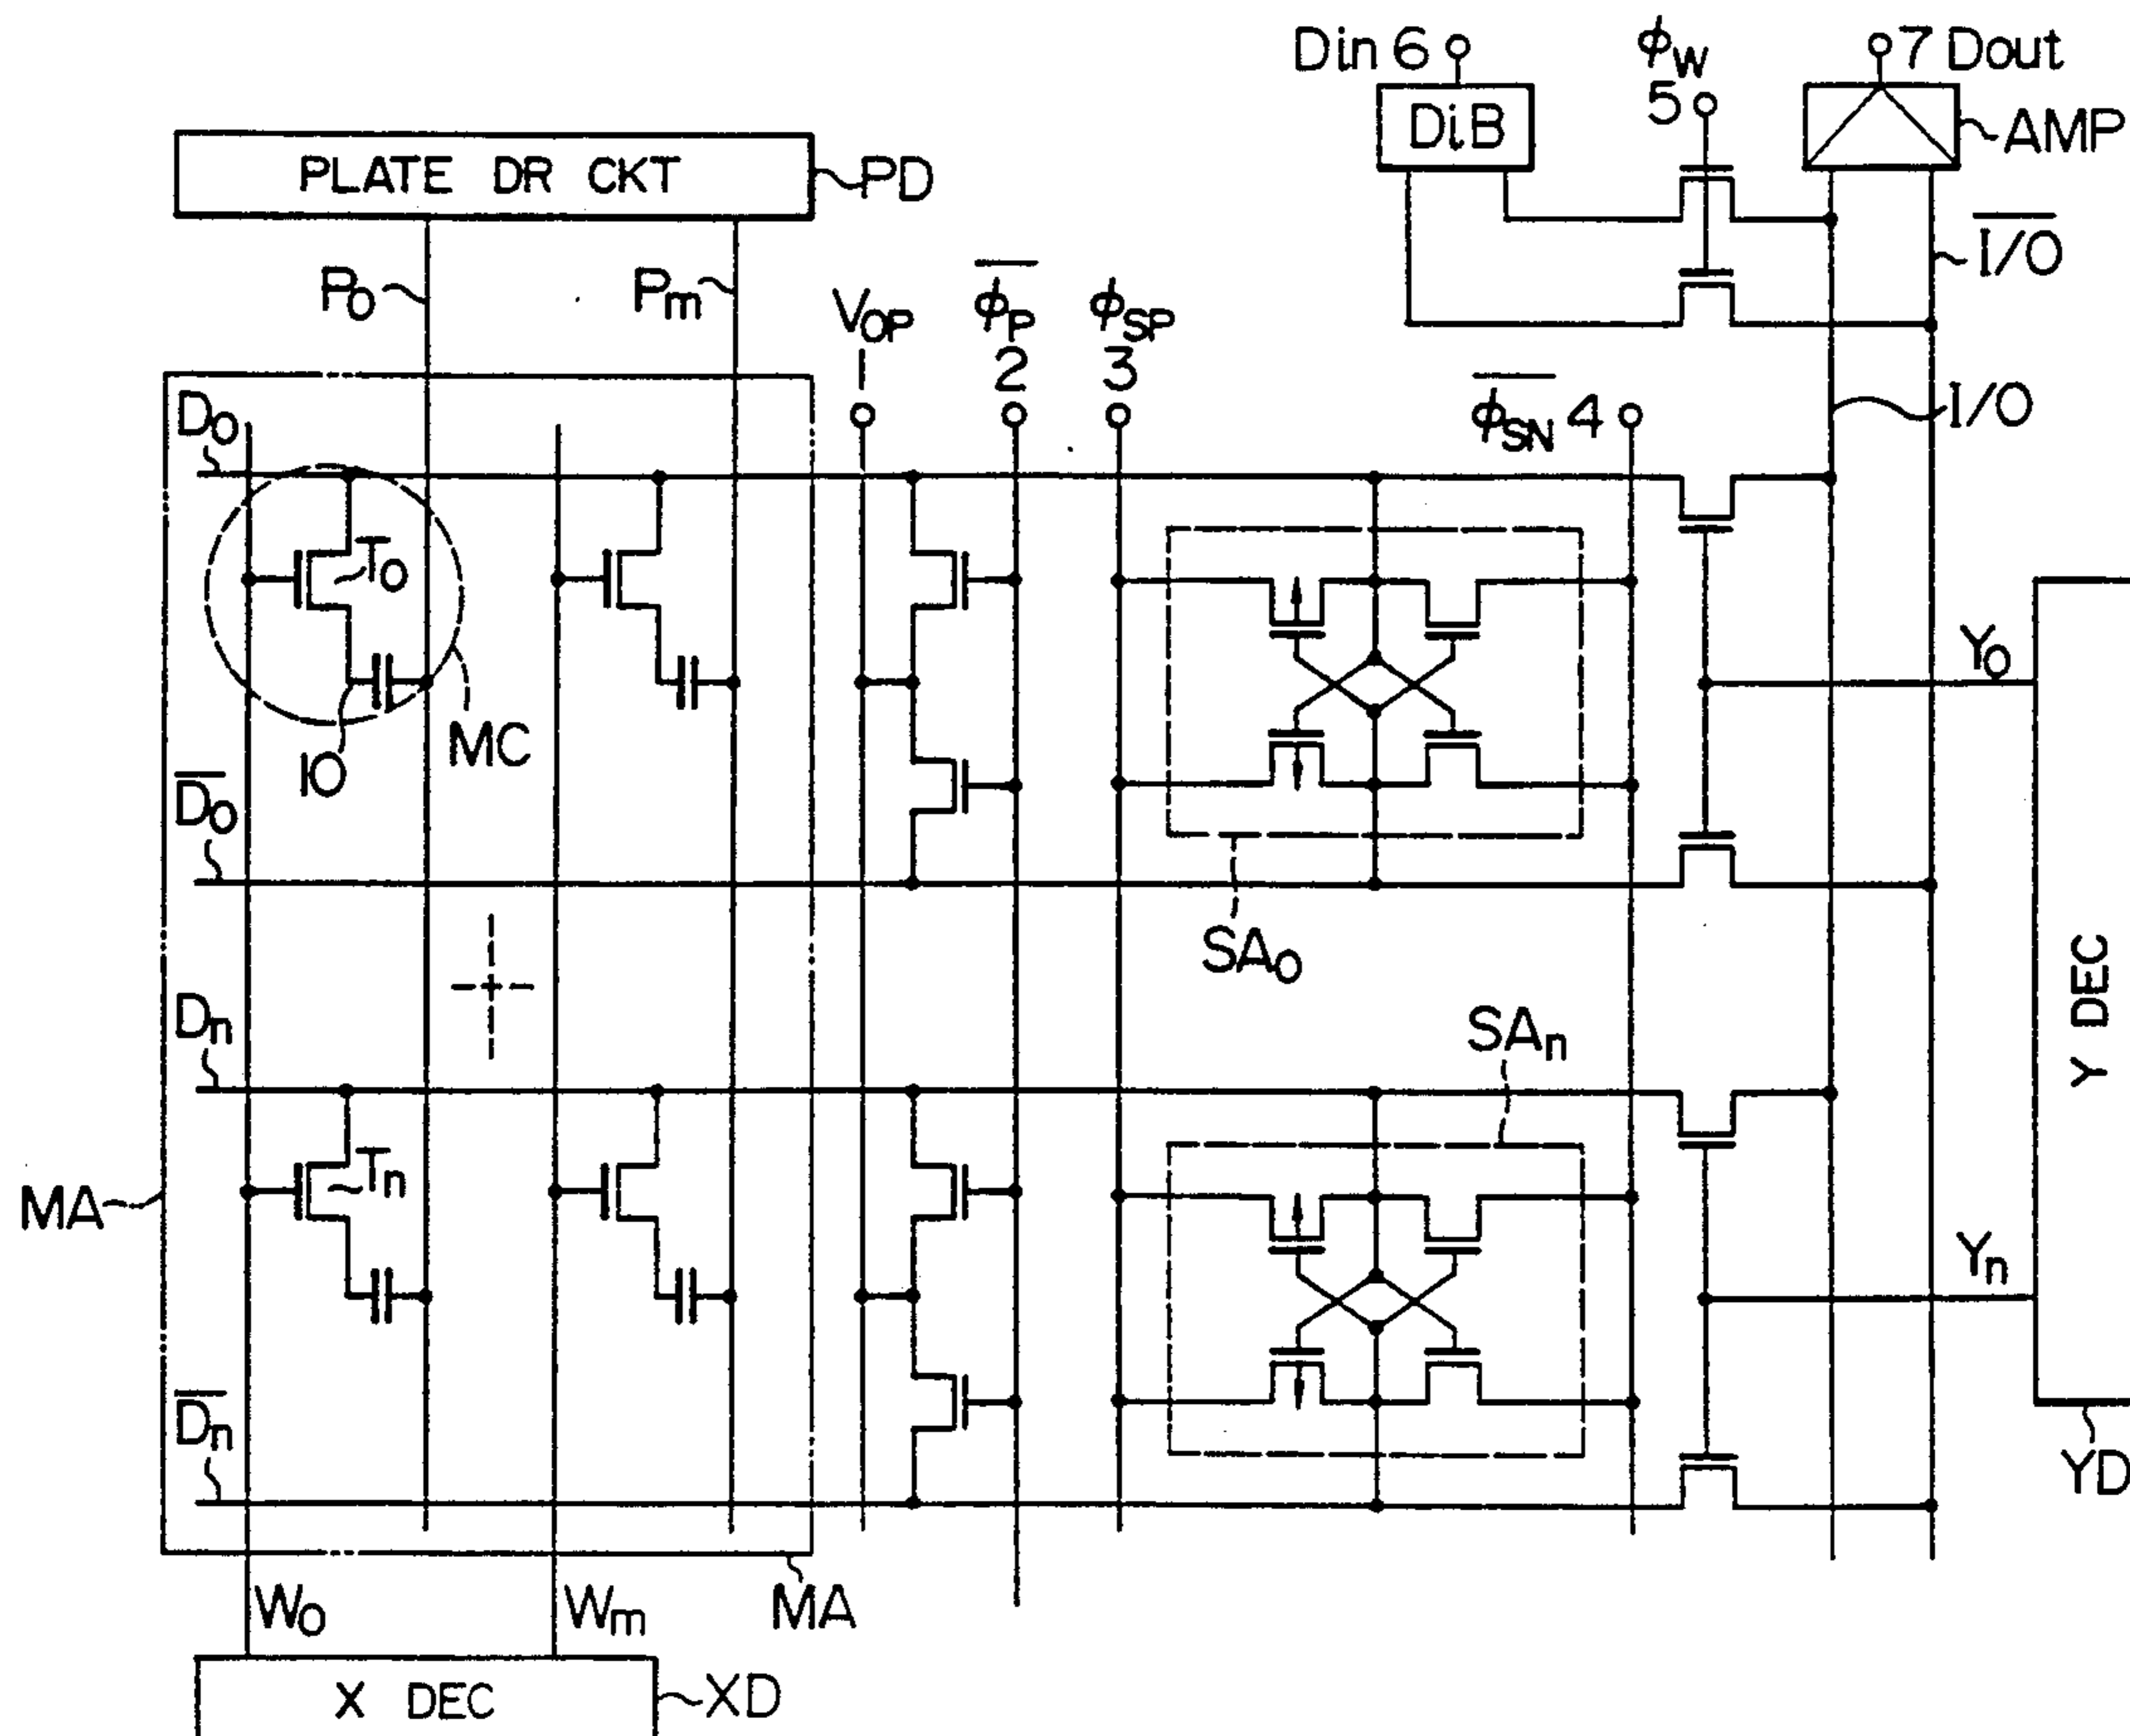 Din 6
φW
5
7 Dout
DiB
AMP
PLATE DR CKT
PD
I/O
P0
Pm
VOP
1
φP
2
φSP
3
φSN 4
I/O
D0
T0
10
MC
D0
SA0
Y0
Y DEC
Dn
SAn
Tn
MA
Yn
Dn
YD
W0
Wm
MA
X DEC
XD